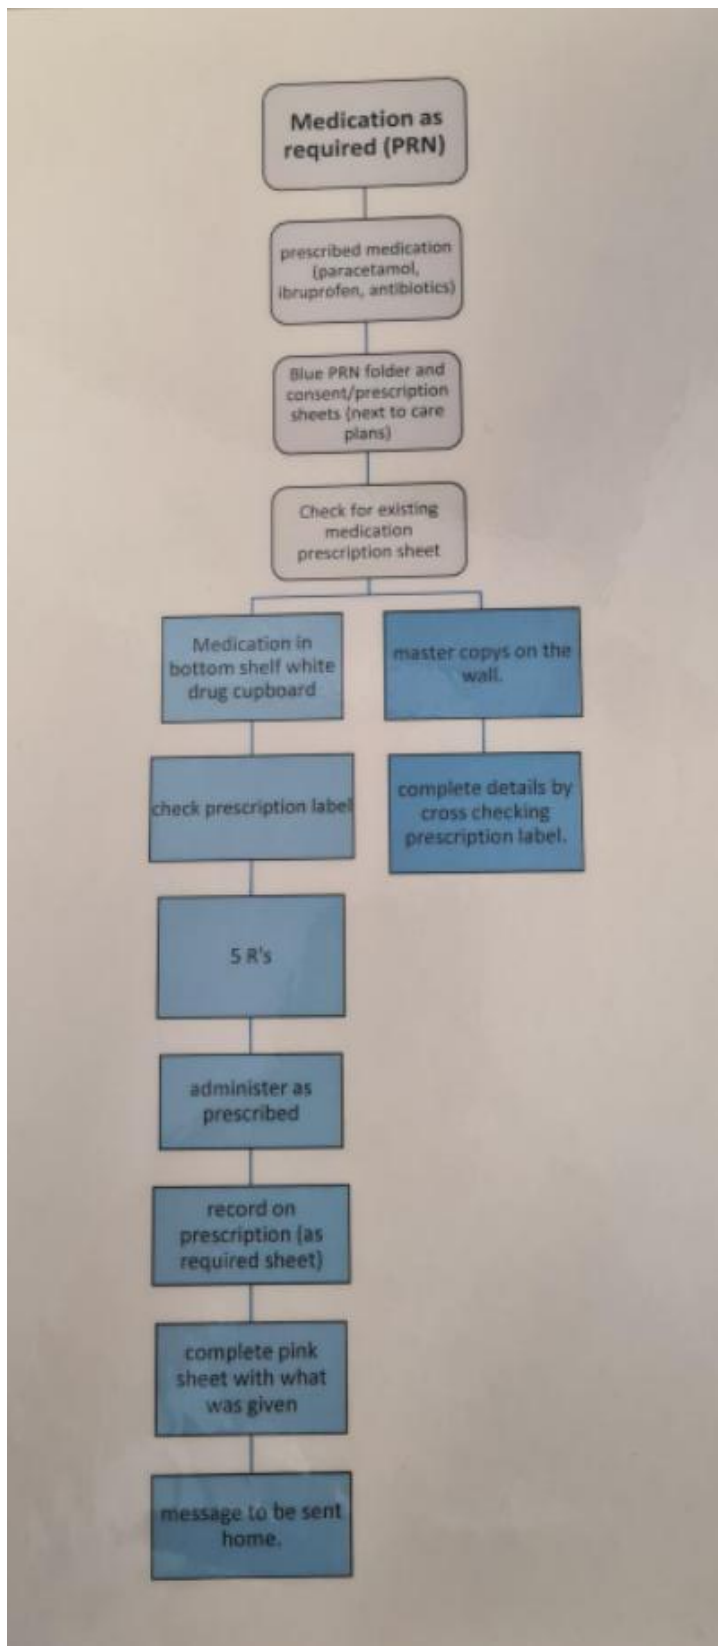 Medication as
required (PRN)
prescribed medication
(paracetamol,
ibruprofen, antibiotics)
Blue PRN folder and
consent/prescription
sheets (next to care
plans)
Check for existing
medication
prescription sheet
Medication in
bottom shelf white
drug cupboard
check prescription label
5 R's
administer as
prescribed
record on
prescription (as
required sheet)
complete pink
sheet with what
was given
message to be sent
home.
master copys on the
wall.
complete details by
cross checking
prescription label.